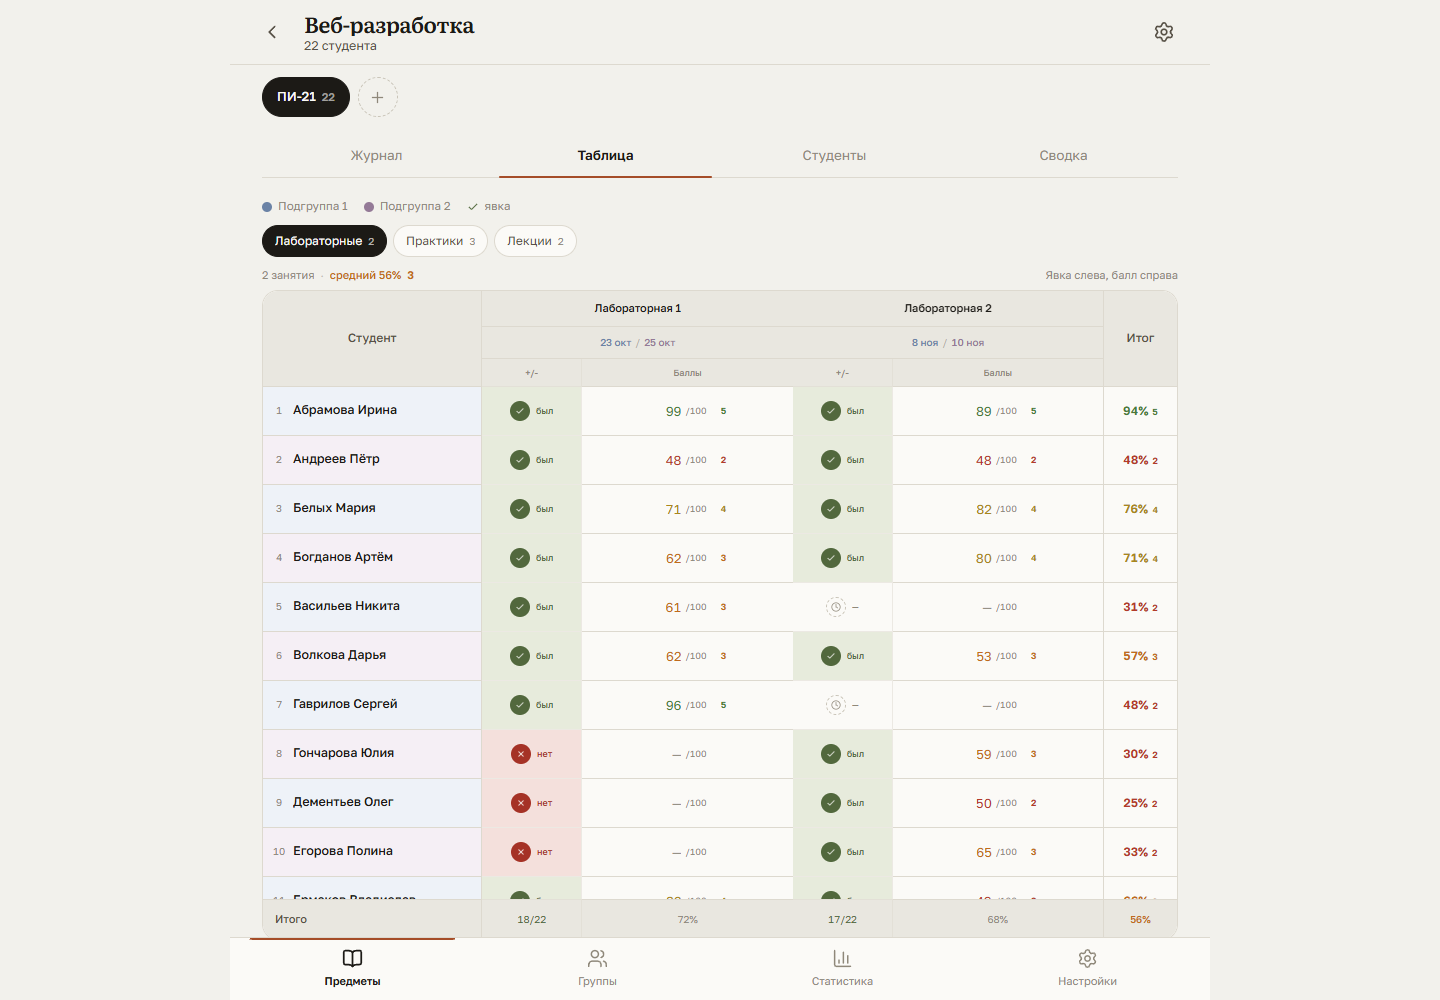 Веб-разработка
22 студента
ПИ-21 22
Журнал Таблица Студенты Сводка
Подгруппа 1 Подгруппа 2 явка
Лабораторные 2 Практики 3 Лекции 2
2 занятия · средний 56% 3 Явка слева, балл справа
Студент Лабораторная 1 Лабораторная 2 Итог
23 окт / 25 окт 8 ноя / 10 ноя
+/- Баллы +/- Баллы
1 Абрамова Ирина был 99 /100 5 был 89 /100 5 94% 5
2 Андреев Пётр был 48 /100 2 был 48 /100 2 48% 2
3 Белых Мария был 71 /100 4 был 82 /100 4 76% 4
4 Богданов Артём был 62 /100 3 был 80 /100 4 71% 4
5 Васильев Никита был 61 /100 3 – — /100 31% 2
6 Волкова Дарья был 62 /100 3 был 53 /100 3 57% 3
7 Гаврилов Сергей был 96 /100 5 – — /100 48% 2
8 Гончарова Юлия нет — /100 был 59 /100 3 30% 2
9 Дементьев Олег нет — /100 был 50 /100 2 25% 2
10 Егорова Полина нет — /100 был 65 /100 3 33% 2
Итого 18/22 72% 17/22 68% 56%
Предметы Группы Статистика Настройки